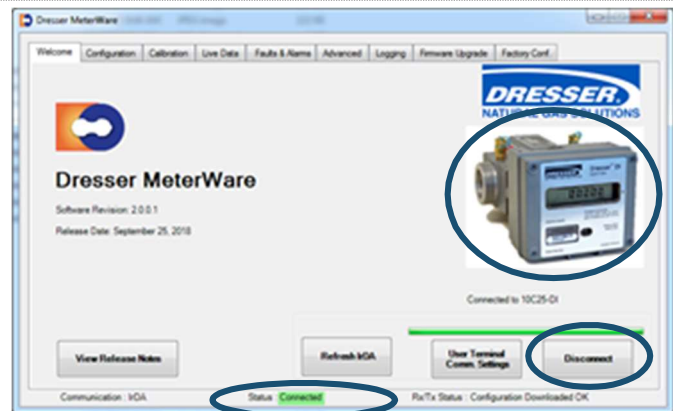 Dresser MeterWare
Welcome Configuration Calibration Live Data Faults & Alarms Advanced Logging Firmware Upgrade Factory Conf.
DRESSER.
NATURAL GAS SOLUTIONS
Dresser MeterWare
Software Revision: 2.0.0.1
Release Date: September 25, 2018
DRESSER
Connected to 10C25-DI
View Release Notes
Refresh IrDA
User Terminal
Comm. Settings
Disconnect
Communication : IrDA Status : Connected Rx/Tx Status : Configuration Downloaded OK